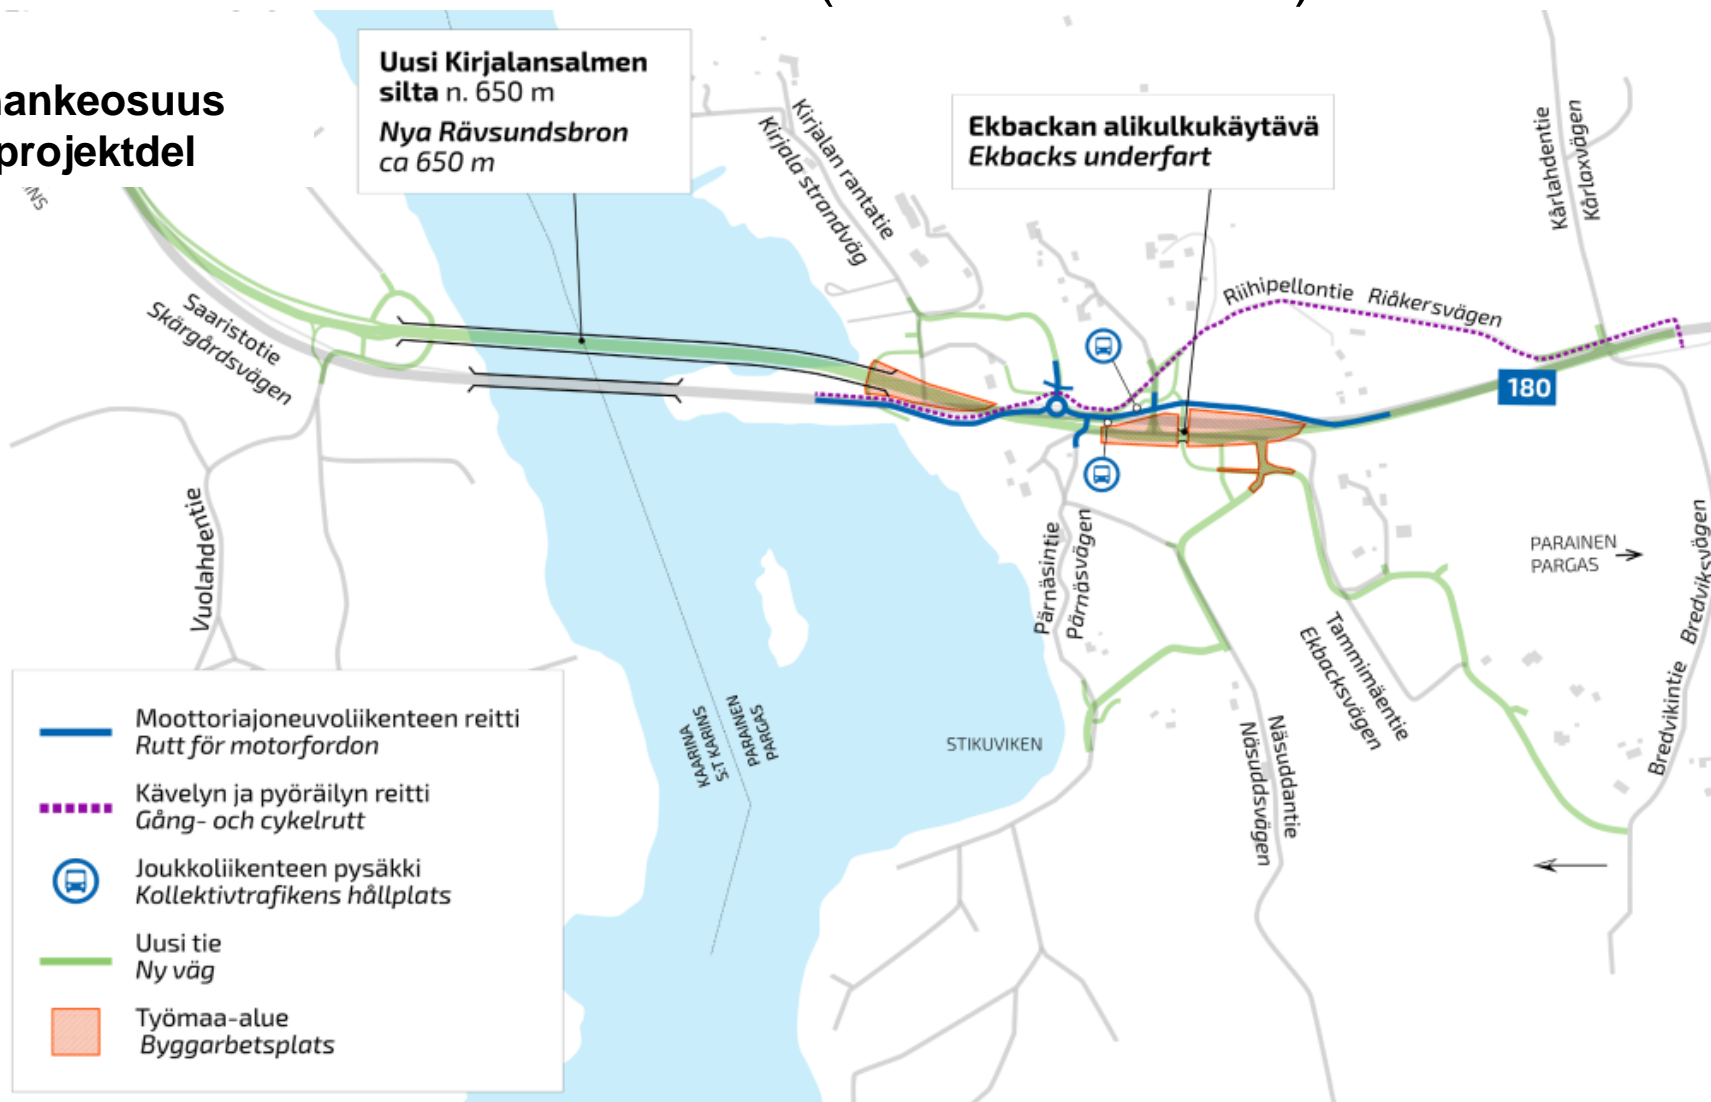 ankeosuus
projektdel
Uusi Kirjalansalmen
silta n. 650 m
Nya Rävsundsbron
ca 650 m
Ekbackan alikulkukäytävä
Ekbacks underfart
Kirjalan rantatie
Kirjala strandväg
Kårlahdentie
Kårlaxvägen
Riihipellontie Riåkersvägen
Saaristotie
Skärgårdsvägen
180
Vuolahdentie
Pärnäsintie
Pärnäsvägen
PARAINEN
PARGAS
Bredvikintie Bredviksvägen
Tammimäentie
Ekbacksvägen
Näsuddantie
Näsuddsvägen
KAARINA
S:T KARINS
PARAINEN
PARGAS
STIKUVIKEN
Moottoriajoneuvoliikenteen reitti
Rutt för motorfordon
Kävelyn ja pyöräilyn reitti
Gång- och cykelrutt
Joukkoliikenteen pysäkki
Kollektivtrafikens hållplats
Uusi tie
Ny väg
Työmaa-alue
Byggarbetsplats